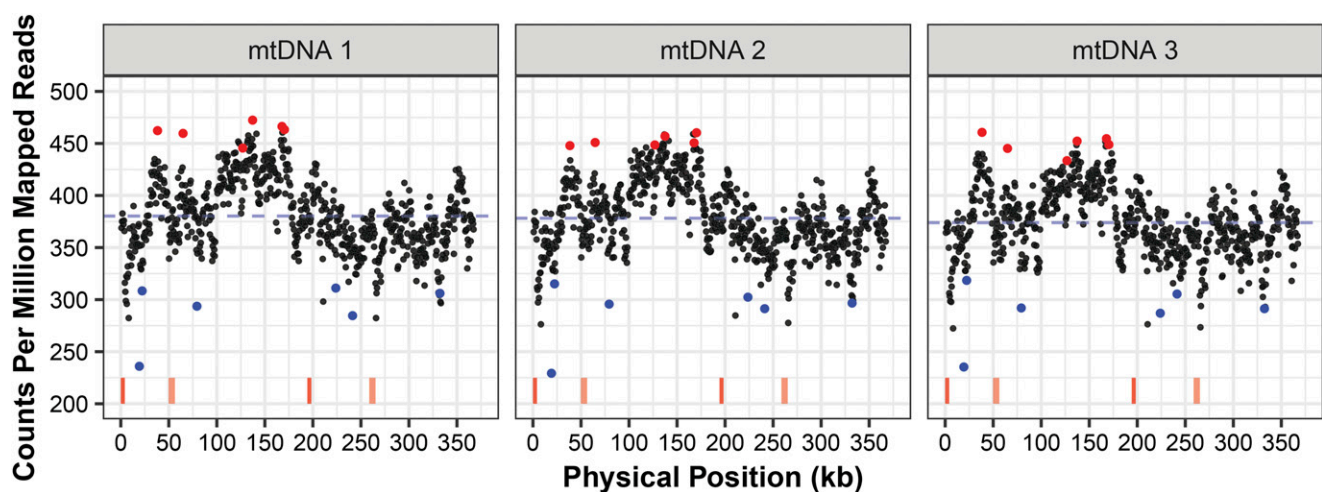 Counts Per Million Mapped Reads
mtDNA 1 mtDNA 2 mtDNA 3
500
450
400
350
300
250
200
0 50 100 150 200 250 300 350 0 50 100 150 200 250 300 350 0 50 100 150 200 250 300 350
Physical Position (kb)